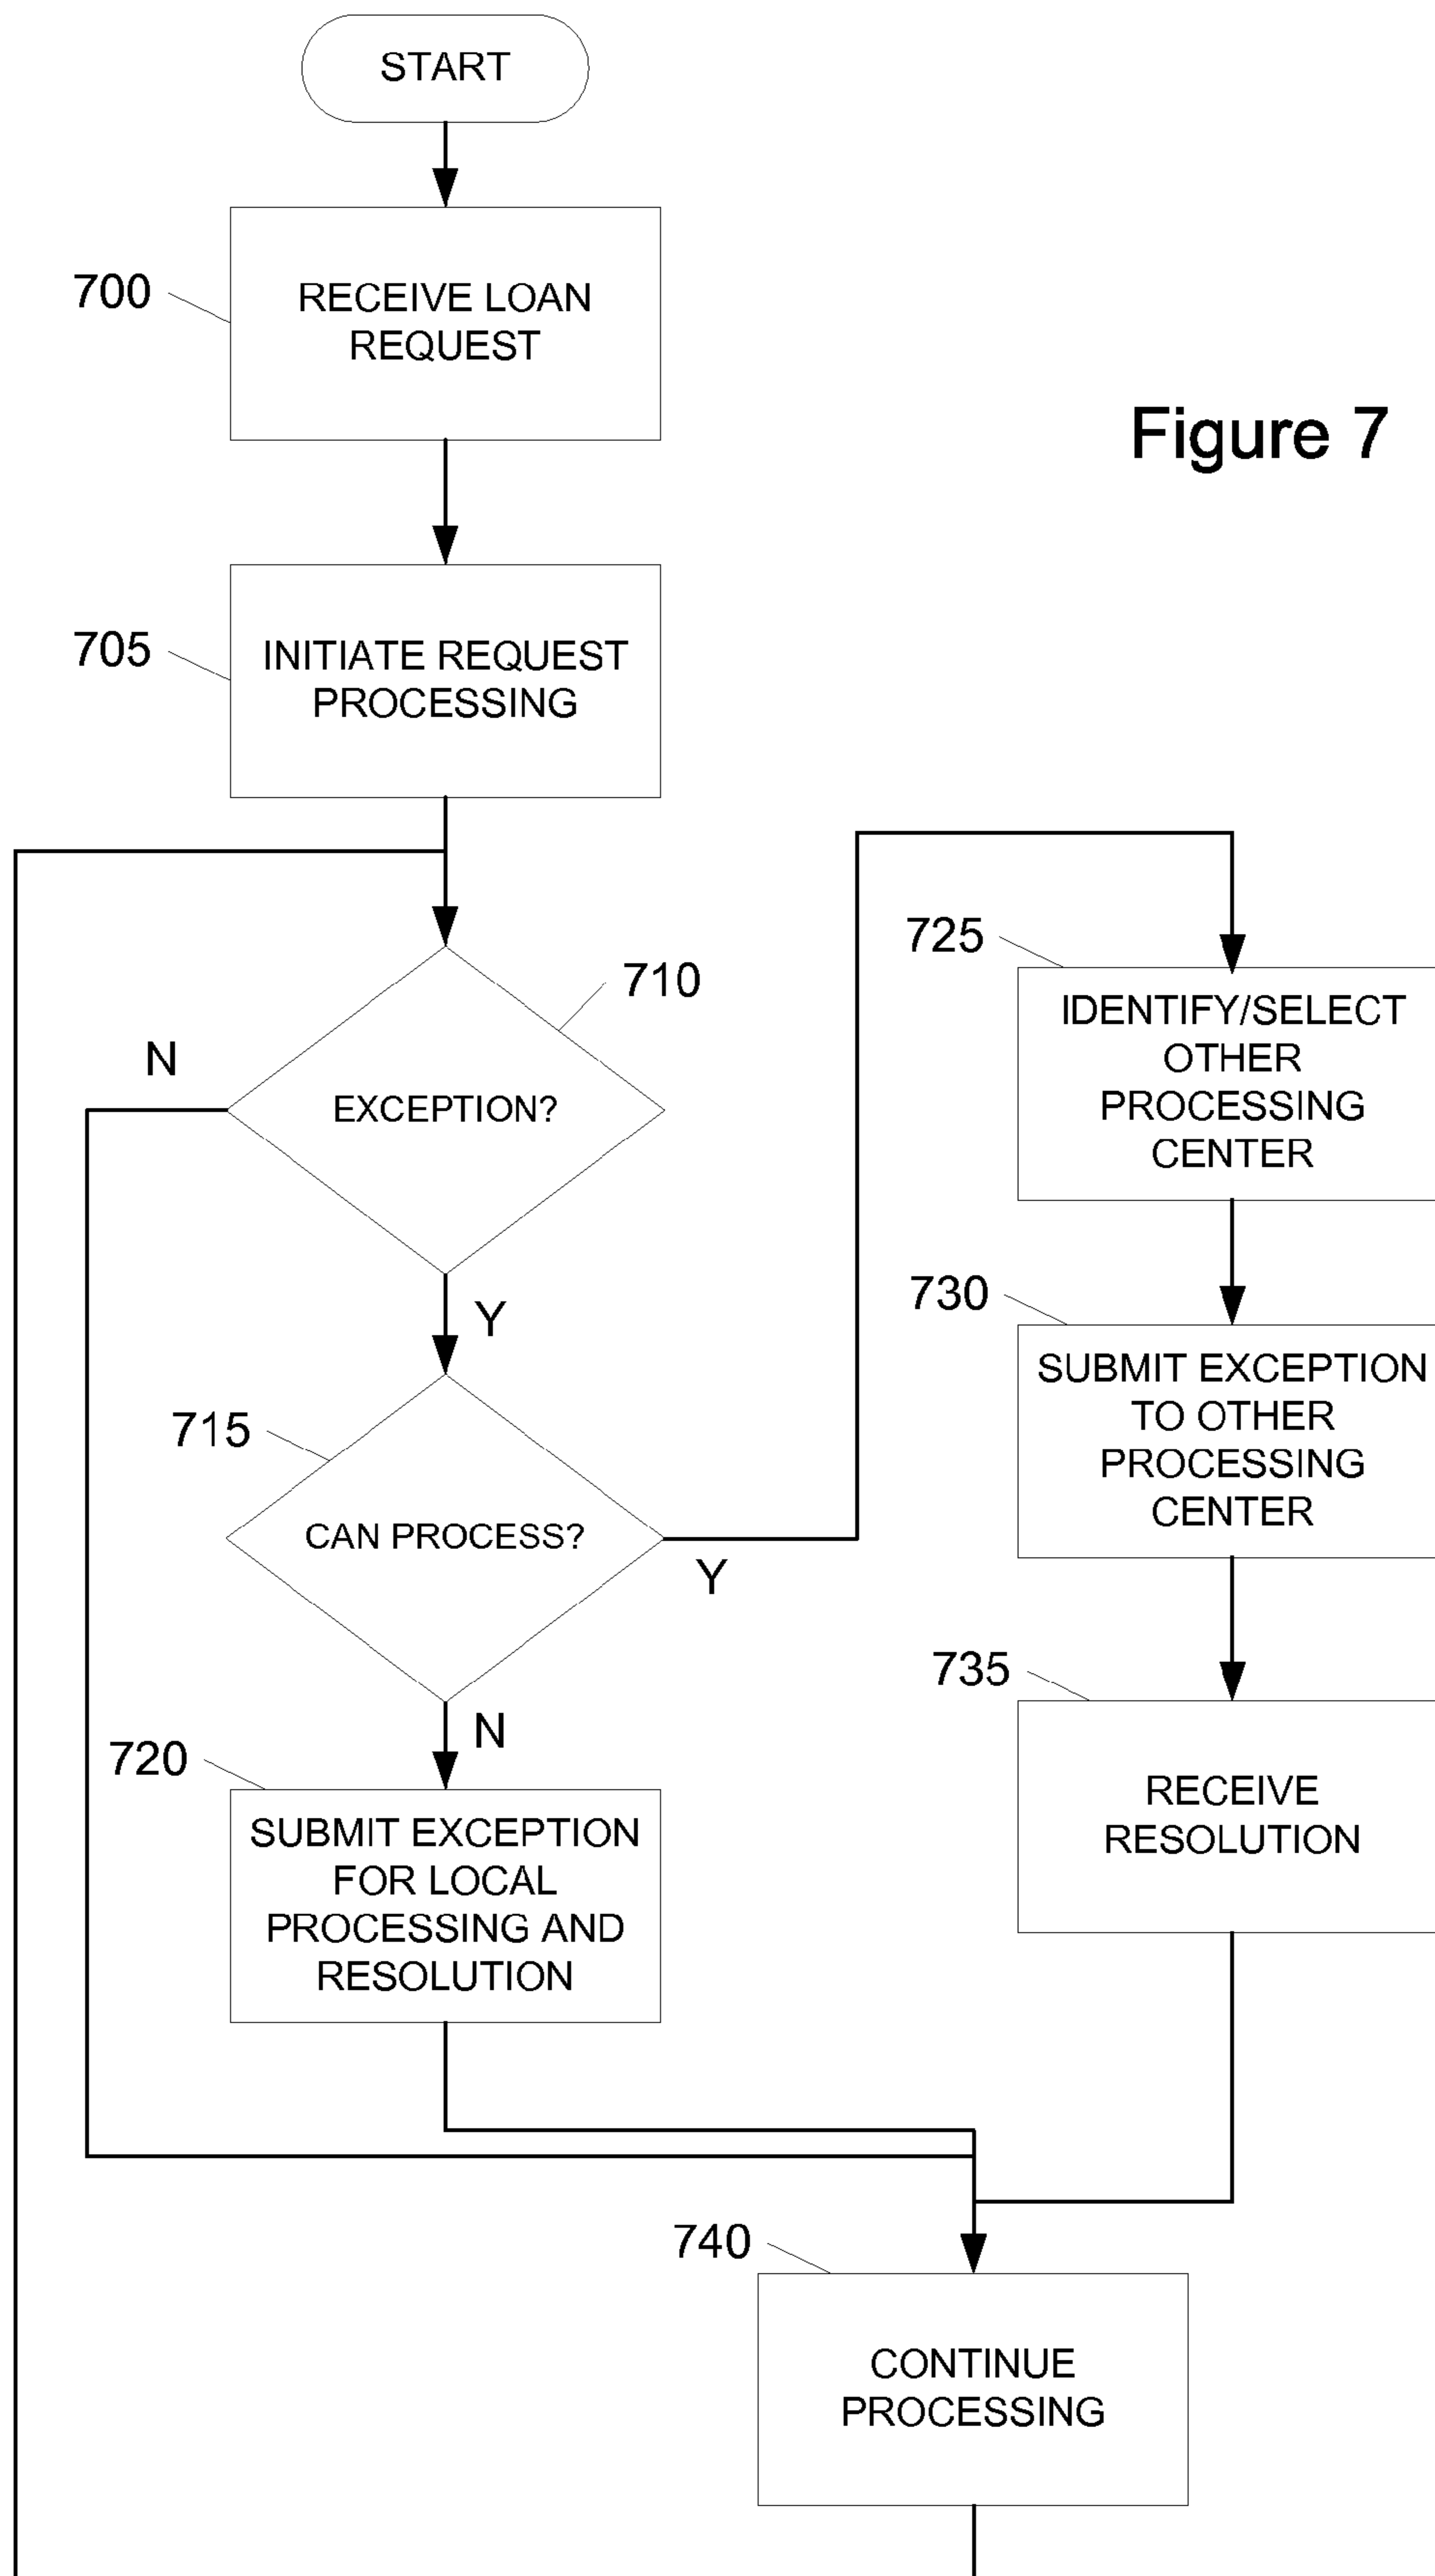 START
700
RECEIVE LOAN
REQUEST
Figure 7
705
INITIATE REQUEST
PROCESSING
710
N
EXCEPTION?
Y
715
CAN PROCESS?
Y
N
720
SUBMIT EXCEPTION
FOR LOCAL
PROCESSING AND
RESOLUTION
725
IDENTIFY/SELECT
OTHER
PROCESSING
CENTER
730
SUBMIT EXCEPTION
TO OTHER
PROCESSING
CENTER
735
RECEIVE
RESOLUTION
740
CONTINUE
PROCESSING